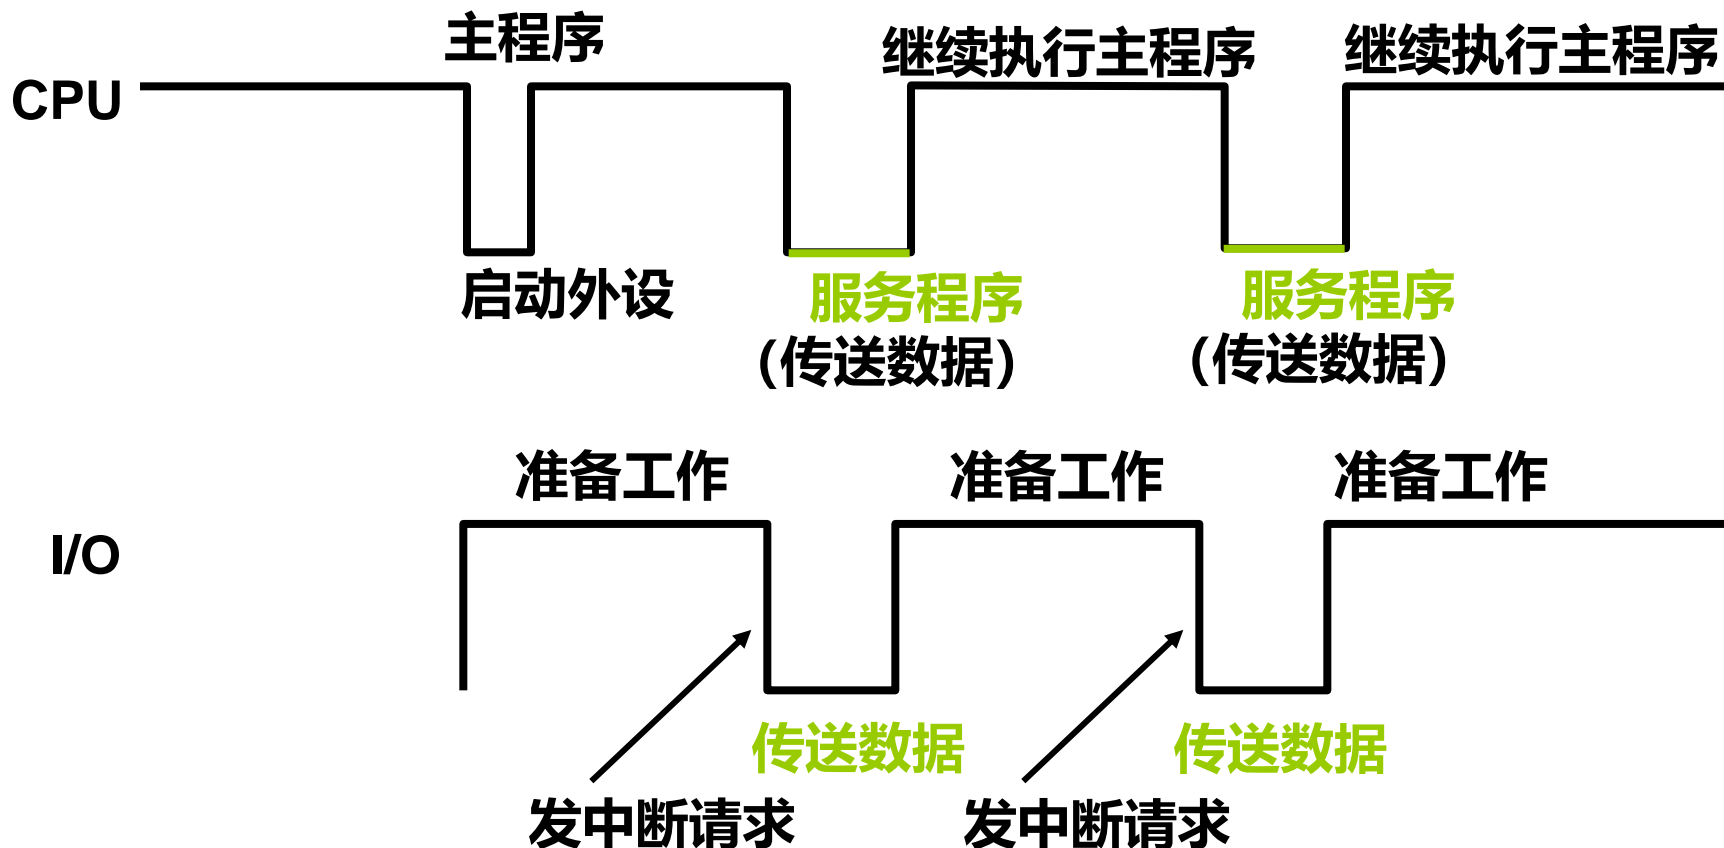 主程序
继续执行主程序
继续执行主程序
CPU
启动外设
服务程序
(传送数据)
服务程序
(传送数据)
准备工作
准备工作
准备工作
I/O
传送数据
传送数据
发中断请求
发中断请求